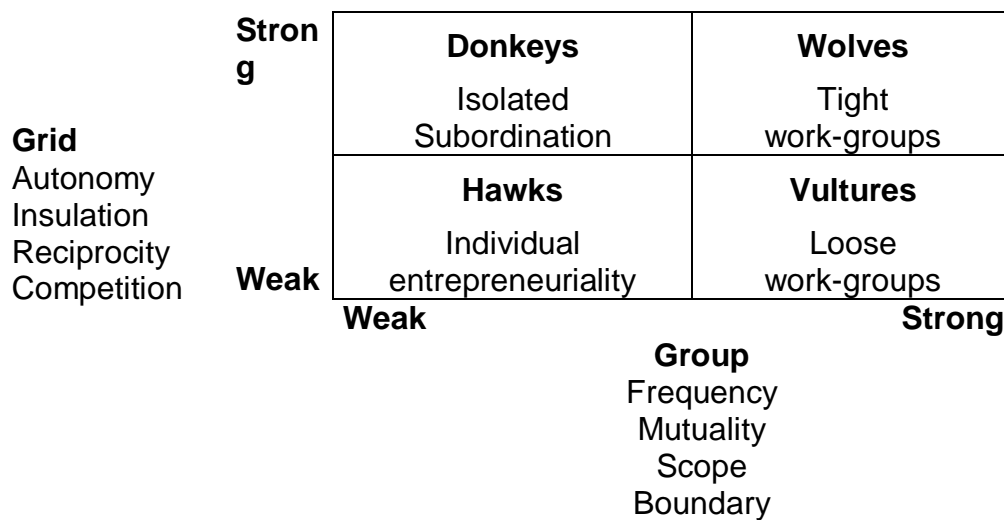 Stron
g
Donkeys
Wolves
Isolated
Subordination
Tight
work-groups
Grid
Autonomy
Insulation
Reciprocity
Competition
Hawks
Vultures
Individual
entrepreneuriality
Loose
work-groups
Weak
Weak
Strong
Group
Frequency
Mutuality
Scope
Boundary